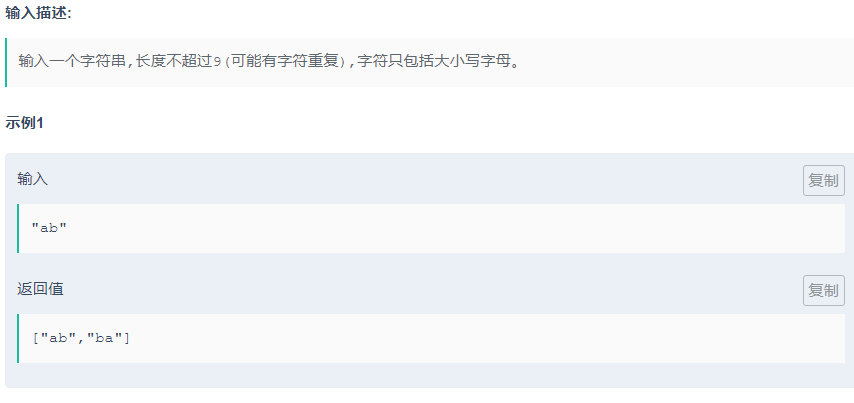 输入描述:
输入一个字符串,长度不超过9(可能有字符重复),字符只包括大小写字母。
示例1
输入
复制
"ab"
返回值
复制
["ab","ba"]